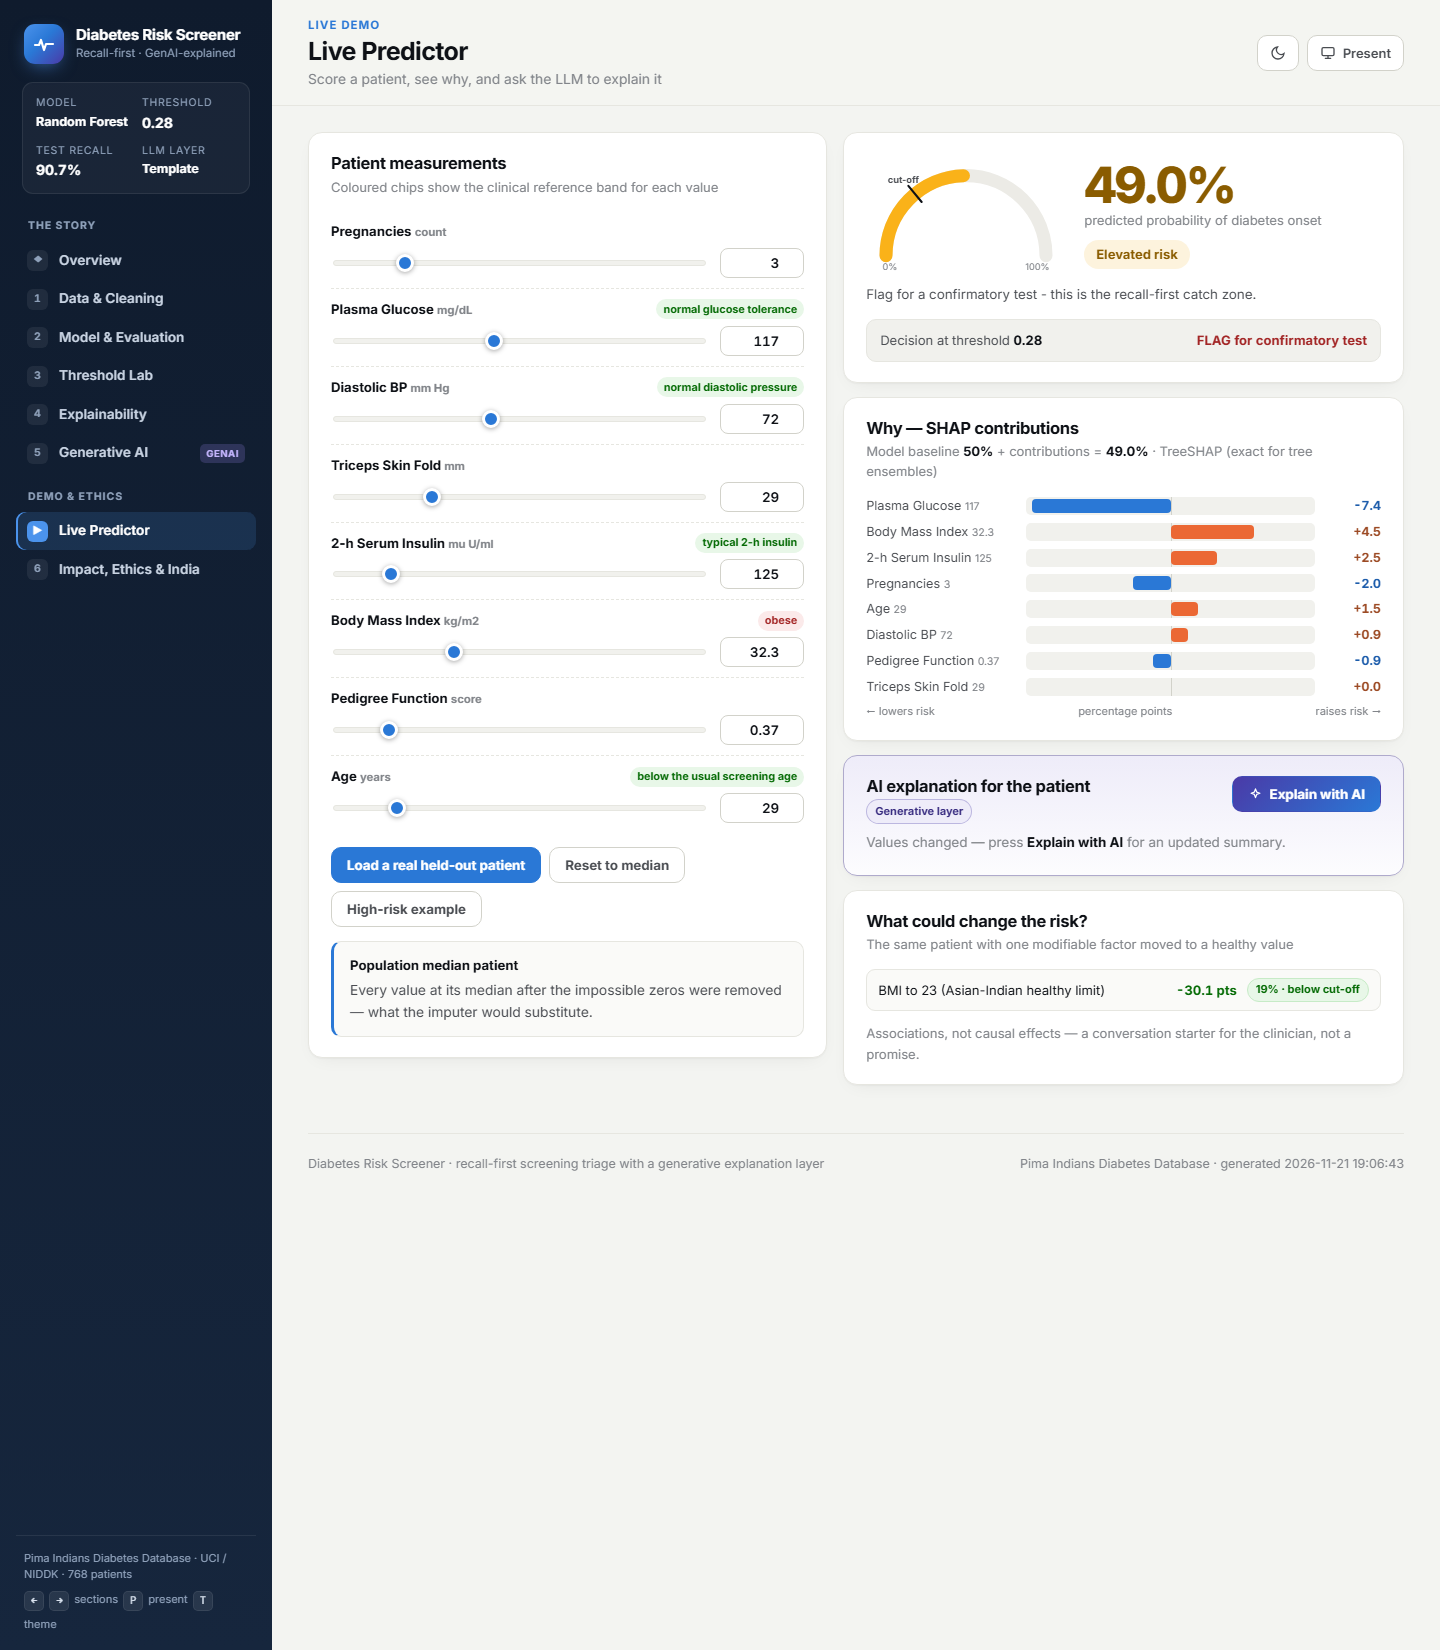 Diabetes Risk Screener
Recall-first · GenAI-explained
MODEL THRESHOLD
Random Forest 0.28
TEST RECALL LLM LAYER
90.7% Template
THE STORY
Overview
1 Data & Cleaning
2 Model & Evaluation
3 Threshold Lab
4 Explainability
5 Generative AI GENAI
DEMO & ETHICS
Live Predictor
6 Impact, Ethics & India
Pima Indians Diabetes Database · UCI /
NIDDK · 768 patients
← → sections P present T
theme
LIVE DEMO
Live Predictor
Score a patient, see why, and ask the LLM to explain it
Present
Patient measurements
Coloured chips show the clinical reference band for each value
Pregnancies count
3
Plasma Glucose mg/dL normal glucose tolerance
117
Diastolic BP mm Hg normal diastolic pressure
72
Triceps Skin Fold mm
29
2-h Serum Insulin mu U/ml typical 2-h insulin
125
Body Mass Index kg/m2 obese
32.3
Pedigree Function score
0.37
Age years below the usual screening age
29
Load a real held-out patient Reset to median
High-risk example
Population median patient
Every value at its median after the impossible zeros were removed
— what the imputer would substitute.
cut-off
0% 100%
49.0%
predicted probability of diabetes onset
Elevated risk
Flag for a confirmatory test - this is the recall-first catch zone.
Decision at threshold 0.28 FLAG for confirmatory test
Why — SHAP contributions
Model baseline 50% + contributions = 49.0% · TreeSHAP (exact for tree
ensembles)
Plasma Glucose 117 -7.4
Body Mass Index 32.3 +4.5
2-h Serum Insulin 125 +2.5
Pregnancies 3 -2.0
Age 29 +1.5
Diastolic BP 72 +0.9
Pedigree Function 0.37 -0.9
Triceps Skin Fold 29 +0.0
← lowers risk percentage points raises risk →
AI explanation for the patient
Generative layer
Explain with AI
Values changed — press Explain with AI for an updated summary.
What could change the risk?
The same patient with one modifiable factor moved to a healthy value
BMI to 23 (Asian-Indian healthy limit) -30.1 pts 19% · below cut-off
Associations, not causal effects — a conversation starter for the clinician, not a
promise.
Diabetes Risk Screener · recall-first screening triage with a generative explanation layer
Pima Indians Diabetes Database · generated 2026-11-21 19:06:43